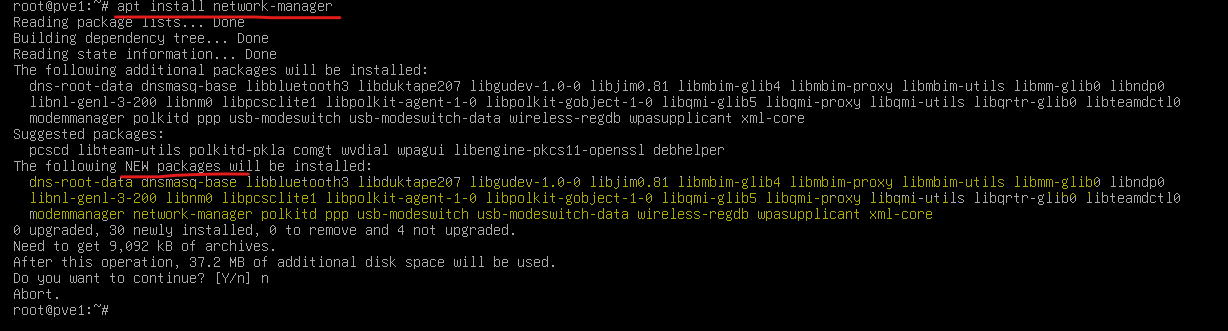 root@pve1:~# apt install network-manager
Reading package lists... Done
Building dependency tree... Done
Reading state information... Done
The following additional packages will be installed:
dns-root-data dnsmasq-base libbluetooth3 libduktape207 libgudev-1.0-0 libjim0.81 libmbim-glib4 libmbim-proxy libmbim-utils libmm-glib0 libndp0
libnl-genl-3-200 libnm0 libpcsclite1 libpolkit-agent-1-0 libpolkit-gobject-1-0 libqmi-glib5 libqmi-proxy libqmi-utils libqrtr-glib0 libteamdctl0
modemmanager polkitd ppp usb-modeswitch usb-modeswitch-data wireless-regdb wpasupplicant xml-core
Suggested packages:
pcscd libteam-utils polkitd-pkla comgt wvdial wpagui libengine-pkcs11-openssl debhelper
The following NEW packages will be installed:
dns-root-data dnsmasq-base libbluetooth3 libduktape207 libgudev-1.0-0 libjim0.81 libmbim-glib4 libmbim-proxy libmbim-utils libmm-glib0 libndp0
libnl-genl-3-200 libnm0 libpcsclite1 libpolkit-agent-1-0 libpolkit-gobject-1-0 libqmi-glib5 libqmi-proxy libqmi-utils libqrtr-glib0 libteamdctl0
modemmanager network-manager polkitd ppp usb-modeswitch usb-modeswitch-data wireless-regdb wpasupplicant xml-core
0 upgraded, 30 newly installed, 0 to remove and 4 not upgraded.
Need to get 9,092 kB of archives.
After this operation, 37.2 MB of additional disk space will be used.
Do you want to continue? [Y/n] n
Abort.
root@pve1:~#